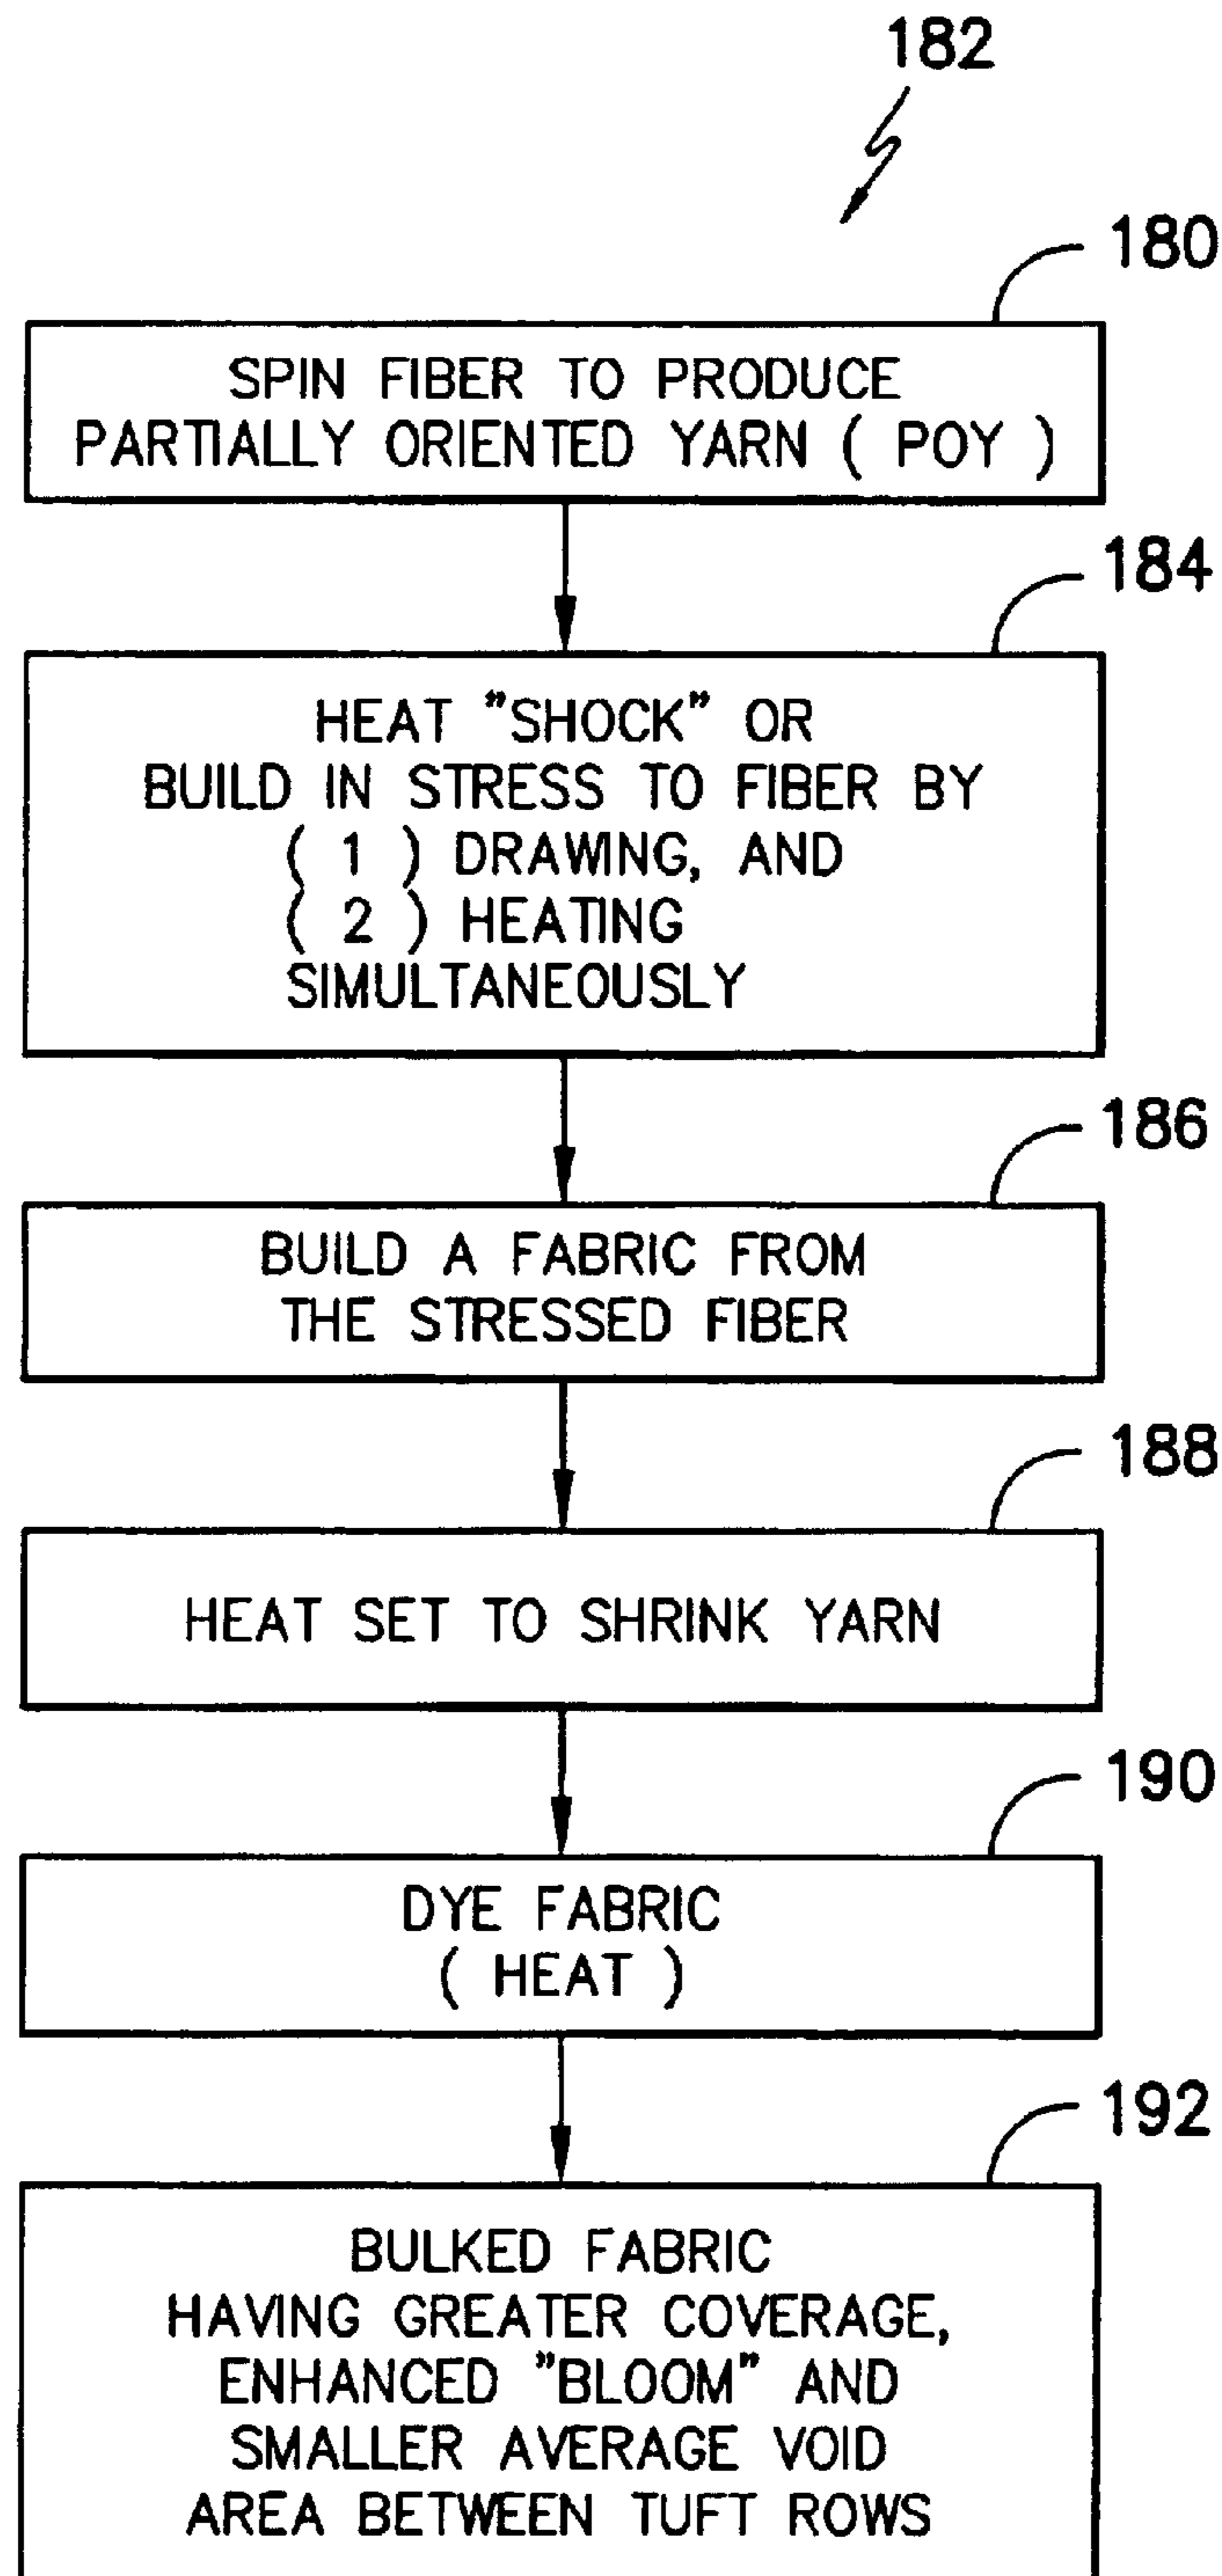 182
180
SPIN FIBER TO PRODUCE
PARTIALLY ORIENTED YARN ( POY )
184
HEAT "SHOCK" OR
BUILD IN STRESS TO FIBER BY
( 1 ) DRAWING, AND
( 2 ) HEATING
SIMULTANEOUSLY
186
BUILD A FABRIC FROM
THE STRESSED FIBER
188
HEAT SET TO SHRINK YARN
190
DYE FABRIC
( HEAT )
192
BULKED FABRIC
HAVING GREATER COVERAGE,
ENHANCED "BLOOM" AND
SMALLER AVERAGE VOID
AREA BETWEEN TUFT ROWS